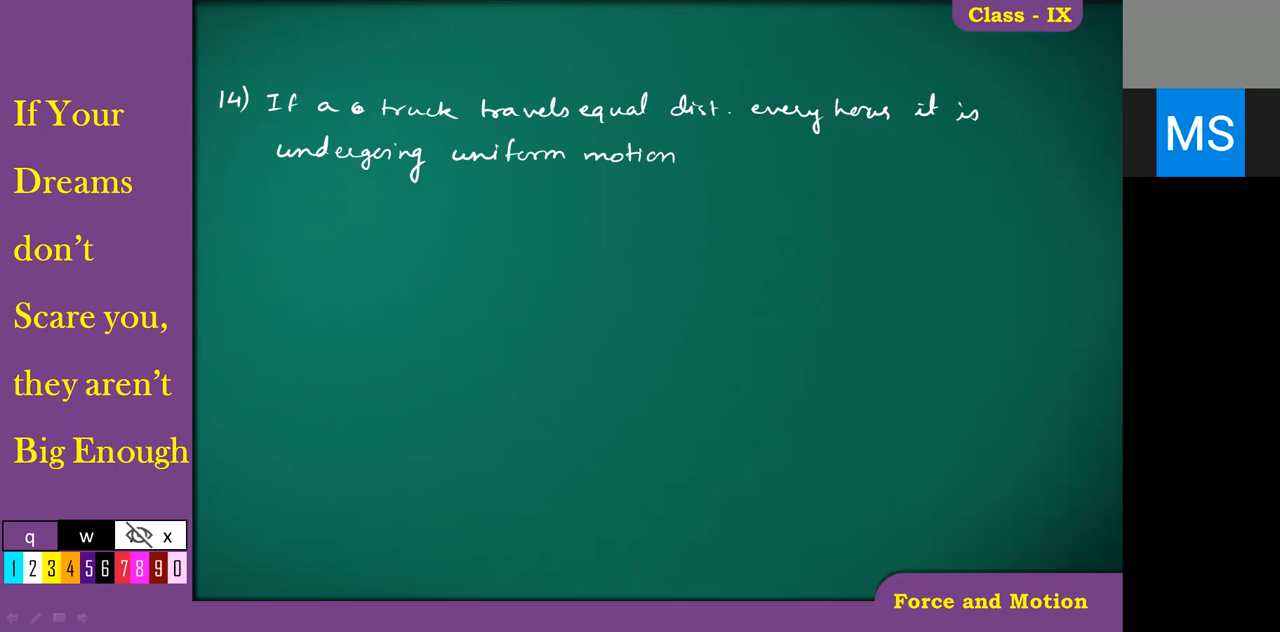 Class - IX
If Your
Dreams
don't
Scare you,
they aren't
Big Enough
14) If a truck travels equal dist. every hour it is
undergoing uniform motion
MS
q w x
1 2 3 4 5 6 7 8 9 0
Force and Motion